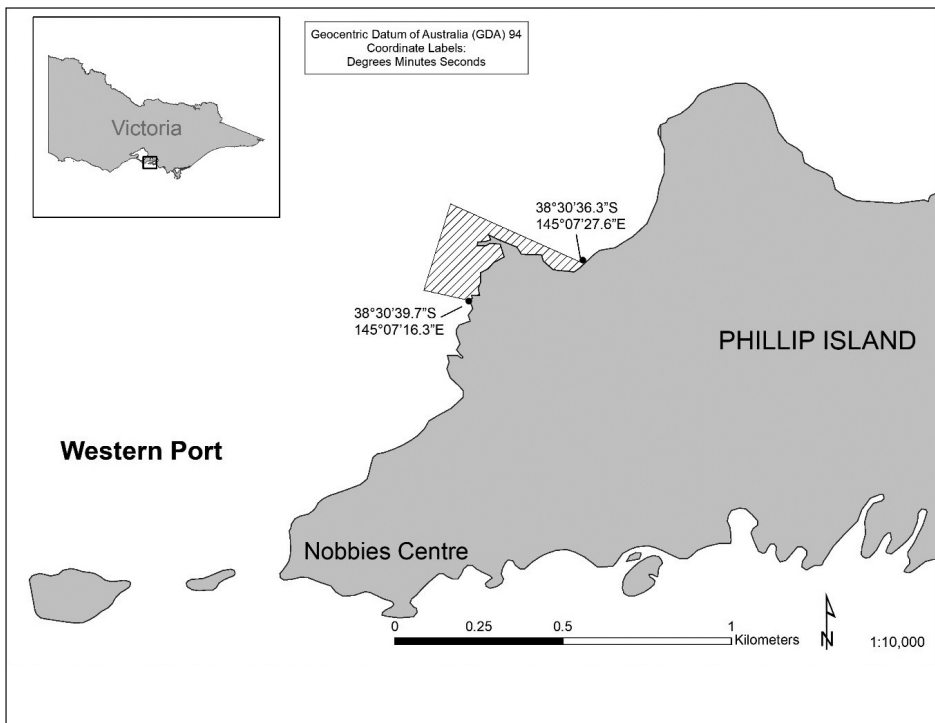 Geocentric Datum of Australia (GDA) 94
Coordinate Labels:
Degrees Minutes Seconds
Victoria
38°30'36.3"S
145°07'27.6"E
38°30'39.7"S
145°07'16.3"E
PHILLIP ISLAND
Western Port
Nobbies Centre
0 0.25 0.5 1
Kilometers
N
1:10,000